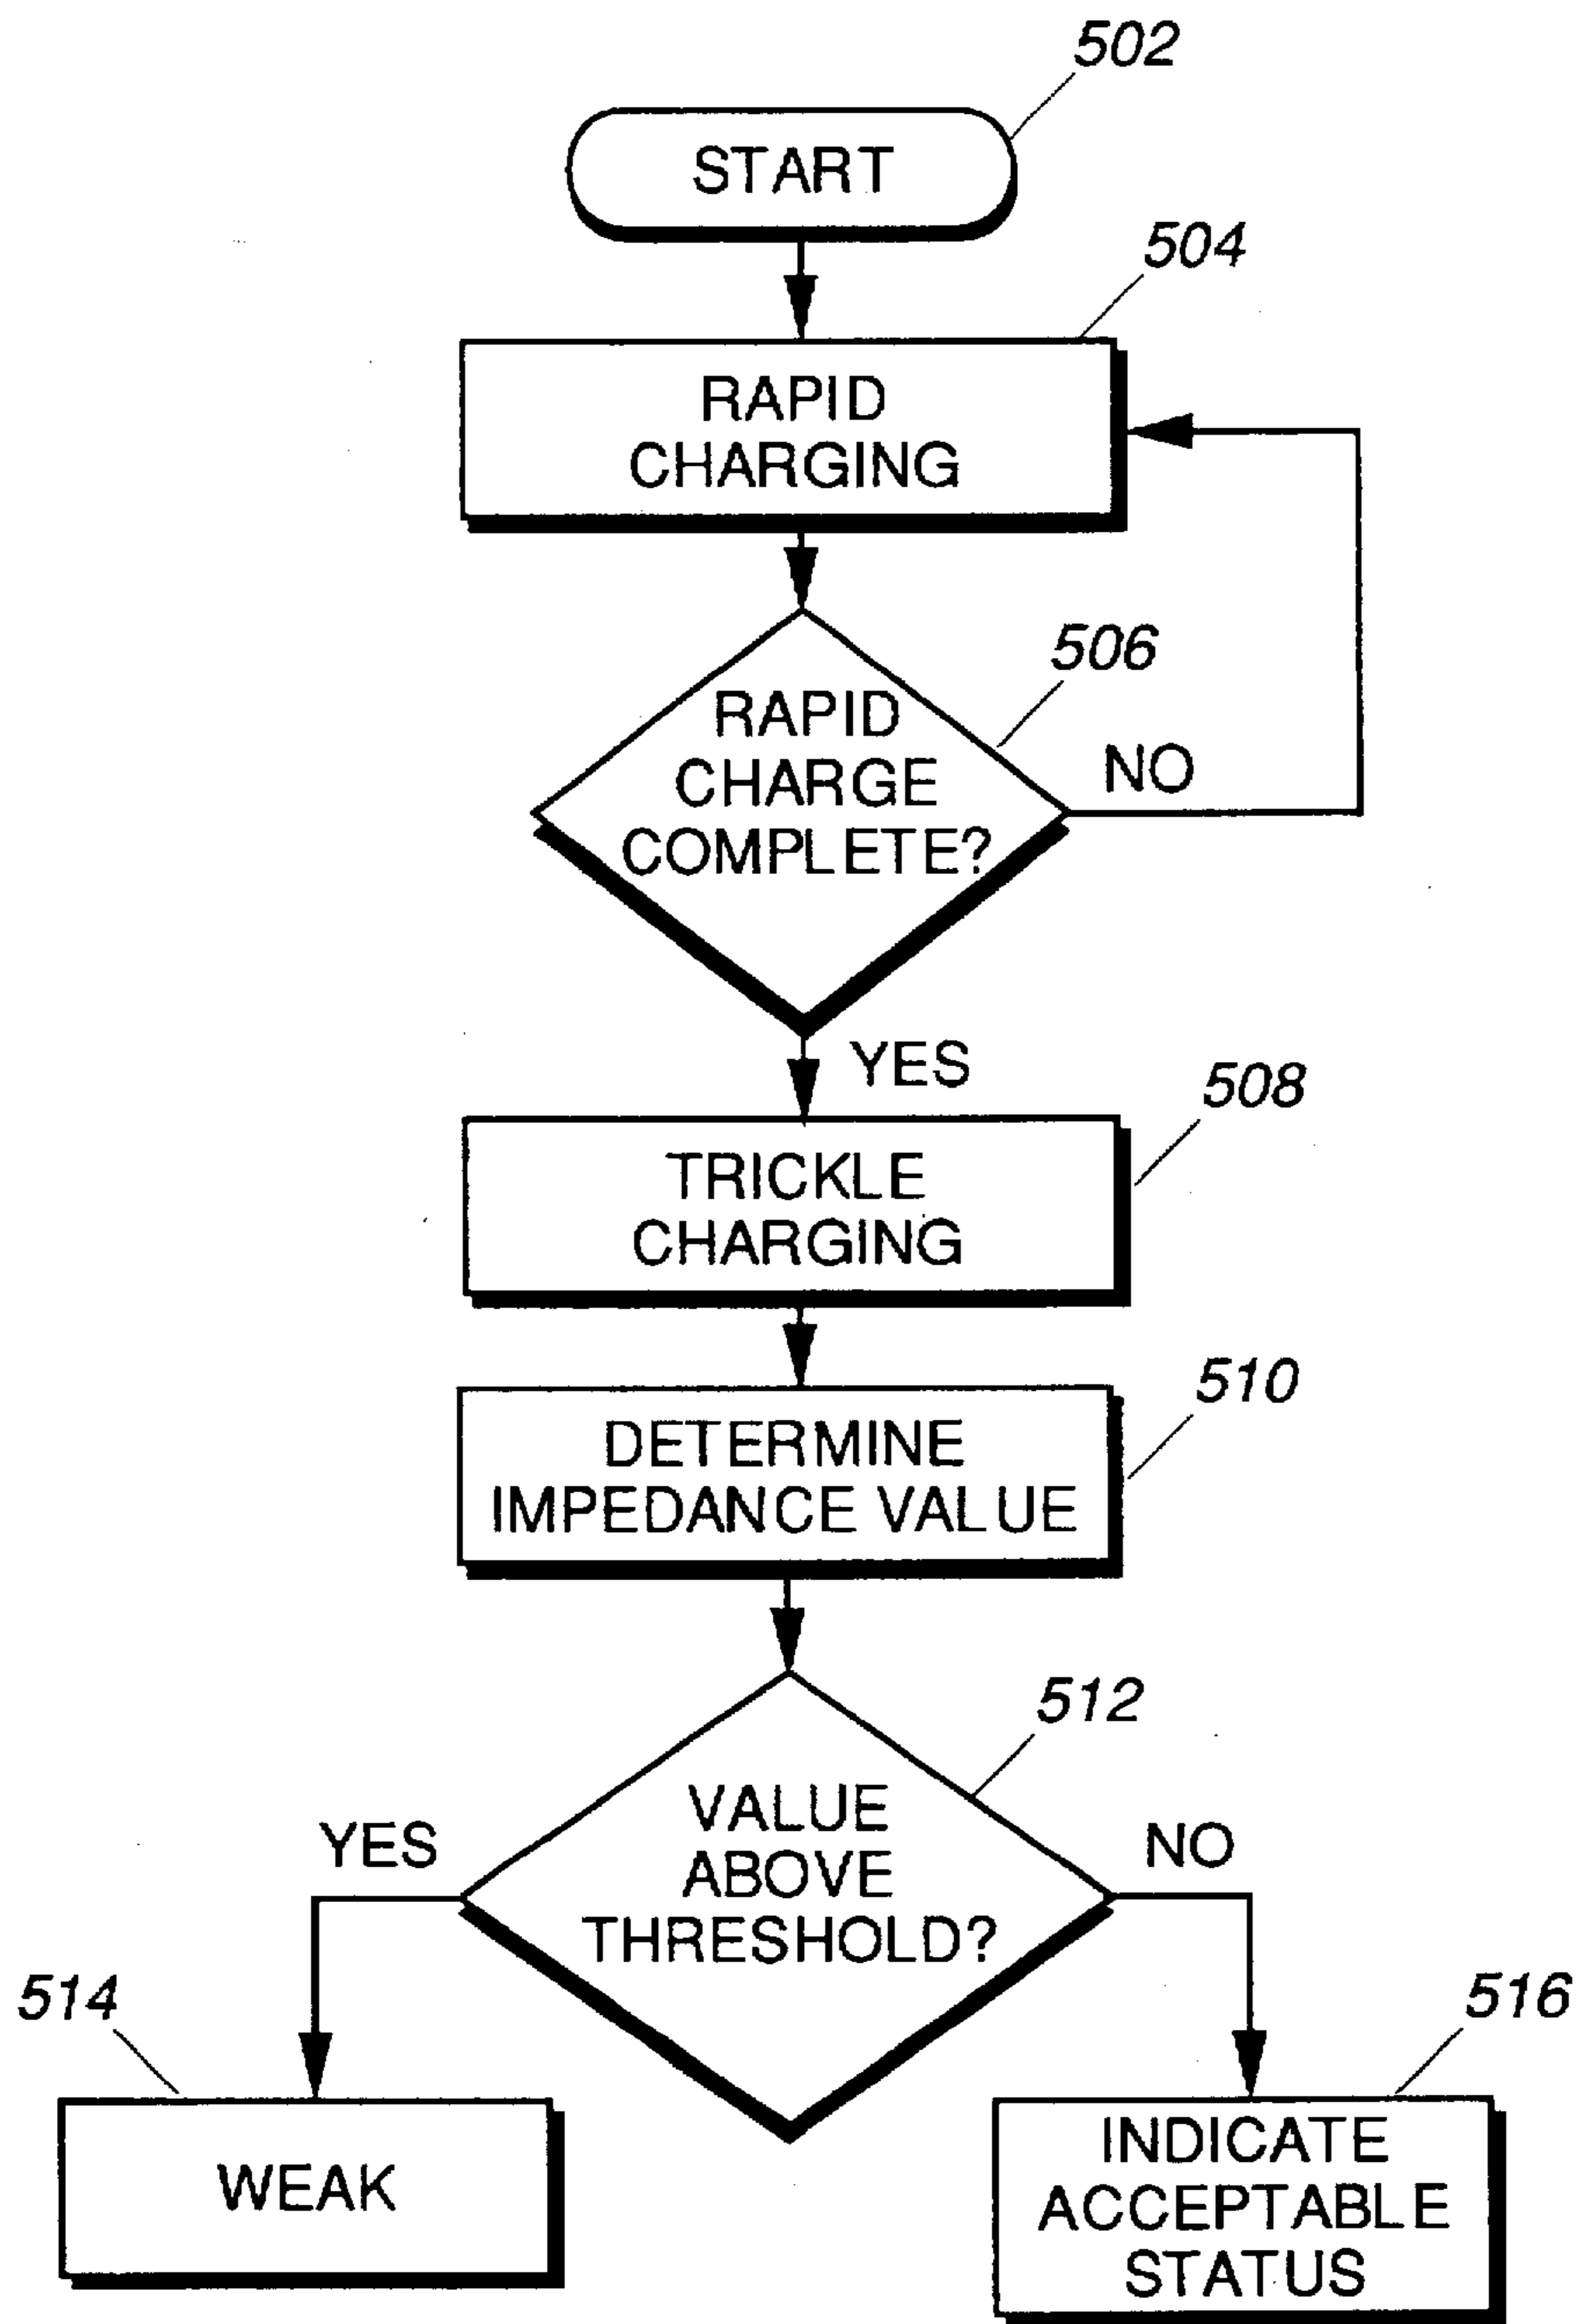 502
START
504
RAPID
CHARGING
506
RAPID
CHARGE
COMPLETE?
NO
YES
508
TRICKLE
CHARGING
510
DETERMINE
IMPEDANCE VALUE
512
VALUE
ABOVE
THRESHOLD?
YES
NO
514
WEAK
516
INDICATE
ACCEPTABLE
STATUS